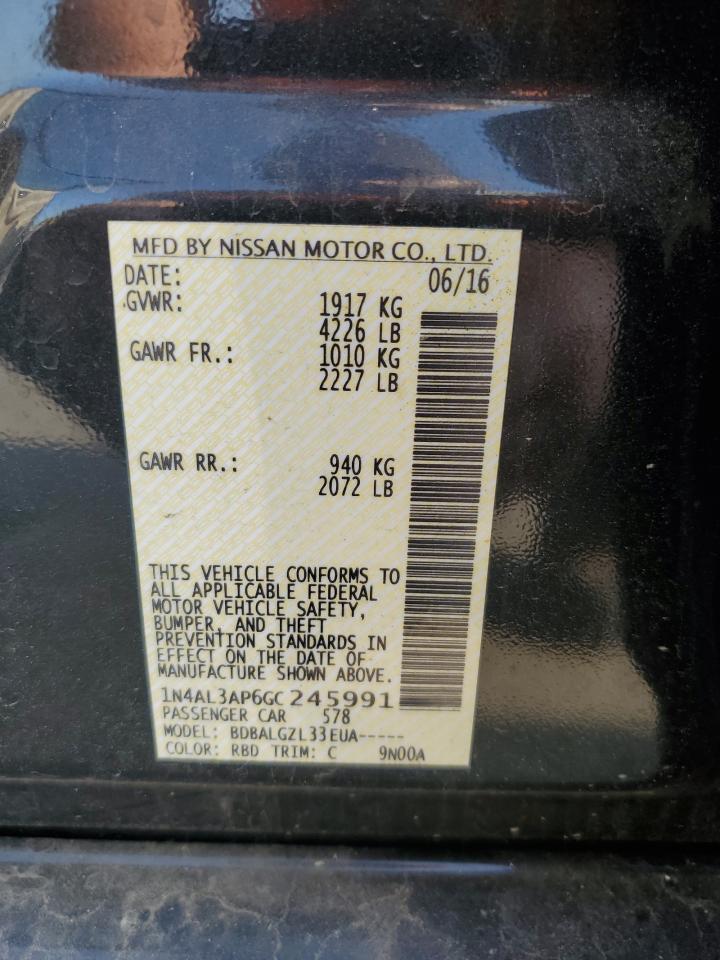 MFD BY NISSAN MOTOR CO., LTD.
DATE: 06/16
GVWR: 1917 KG
4226 LB
GAWR FR.: 1010 KG
2227 LB
GAWR RR.: 940 KG
2072 LB
THIS VEHICLE CONFORMS TO
ALL APPLICABLE FEDERAL
MOTOR VEHICLE SAFETY,
BUMPER, AND THEFT
PREVENTION STANDARDS IN
EFFECT ON THE DATE OF
MANUFACTURE SHOWN ABOVE.
1N4AL3AP6GC 245991
PASSENGER CAR 578
MODEL: BDBALGZL33EUA-----
COLOR: RBD TRIM: C 9N00A